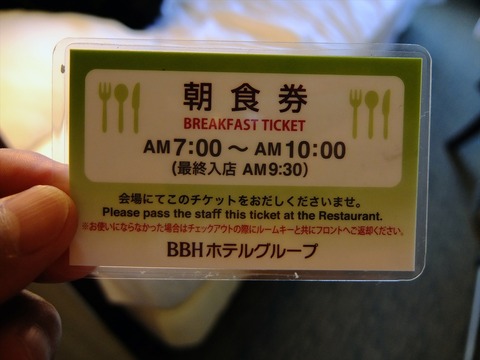 朝食券
BREAKFAST TICKET
AM7:00～AM10:00
(最終入店 AM9:30)
会場にてこのチケットをおだしくださいませ。
Please pass the staff this ticket at the Restaurant.
※お使いにならなかった場合はチェックアウトの際にルームキーと共にフロントへご返却ください。
BBHホテルグループ